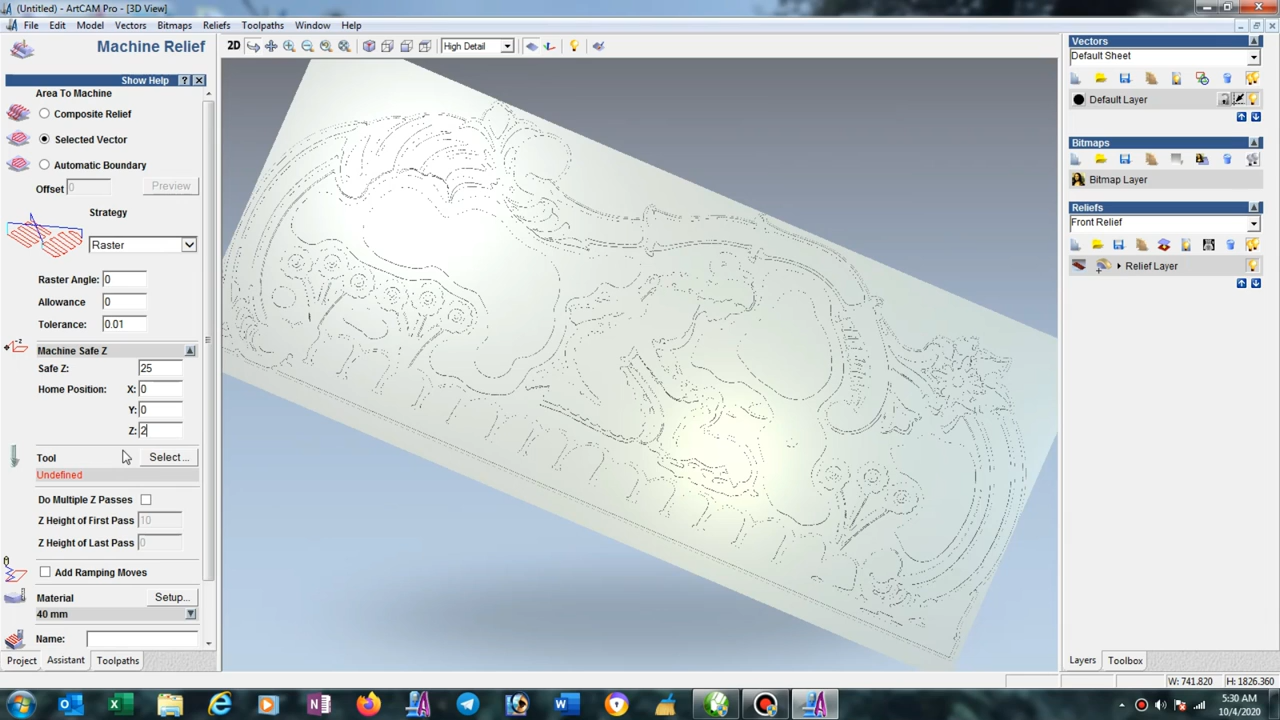 (Untitled) - ArtCAM Pro - [3D View]
File Edit Model Vectors Bitmaps Reliefs Toolpaths Window Help
Machine Relief
2D
High Detail
Show Help ? X
Area To Machine
Composite Relief
Selected Vector
Automatic Boundary
Offset 0 Preview
Strategy
Raster
Raster Angle: 0
Allowance 0
Tolerance: 0.01
Machine Safe Z
Safe Z: 25
Home Position: X: 0
Y: 0
Z: 2
Tool Select...
Undefined
Do Multiple Z Passes
Z Height of First Pass 10
Z Height of Last Pass 0
Add Ramping Moves
Material Setup...
40 mm
Name:
Project Assistant Toolpaths
Vectors
Default Sheet
Default Layer
Bitmaps
Bitmap Layer
Reliefs
Front Relief
Relief Layer
Layers Toolbox
W: 741.820 H: 1826.360
5:30 AM
10/4/2020